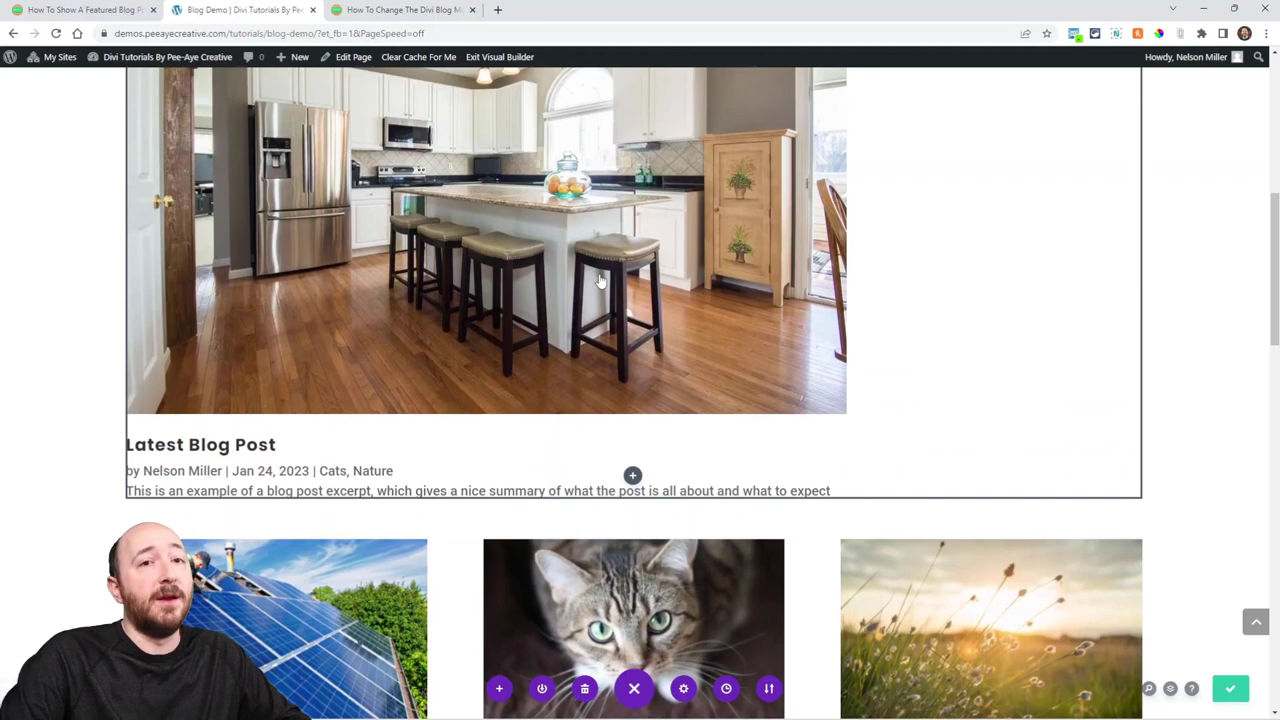 How To Show A Featured Blog P
Blog Demo | Divi Tutorials By Pe
How To Change The Divi Blog M
demos.peeayecreative.com/tutorials/blog-demo/?et_fb=1&PageSpeed=off
My Sites
Divi Tutorials By Pee-Aye Creative
0
New
Edit Page
Clear Cache For Me
Exit Visual Builder
Howdy, Nelson Miller
Latest Blog Post
by Nelson Miller | Jan 24, 2023 | Cats, Nature
This is an example of a blog post excerpt, which gives a nice summary of what the post is all about and what to expect